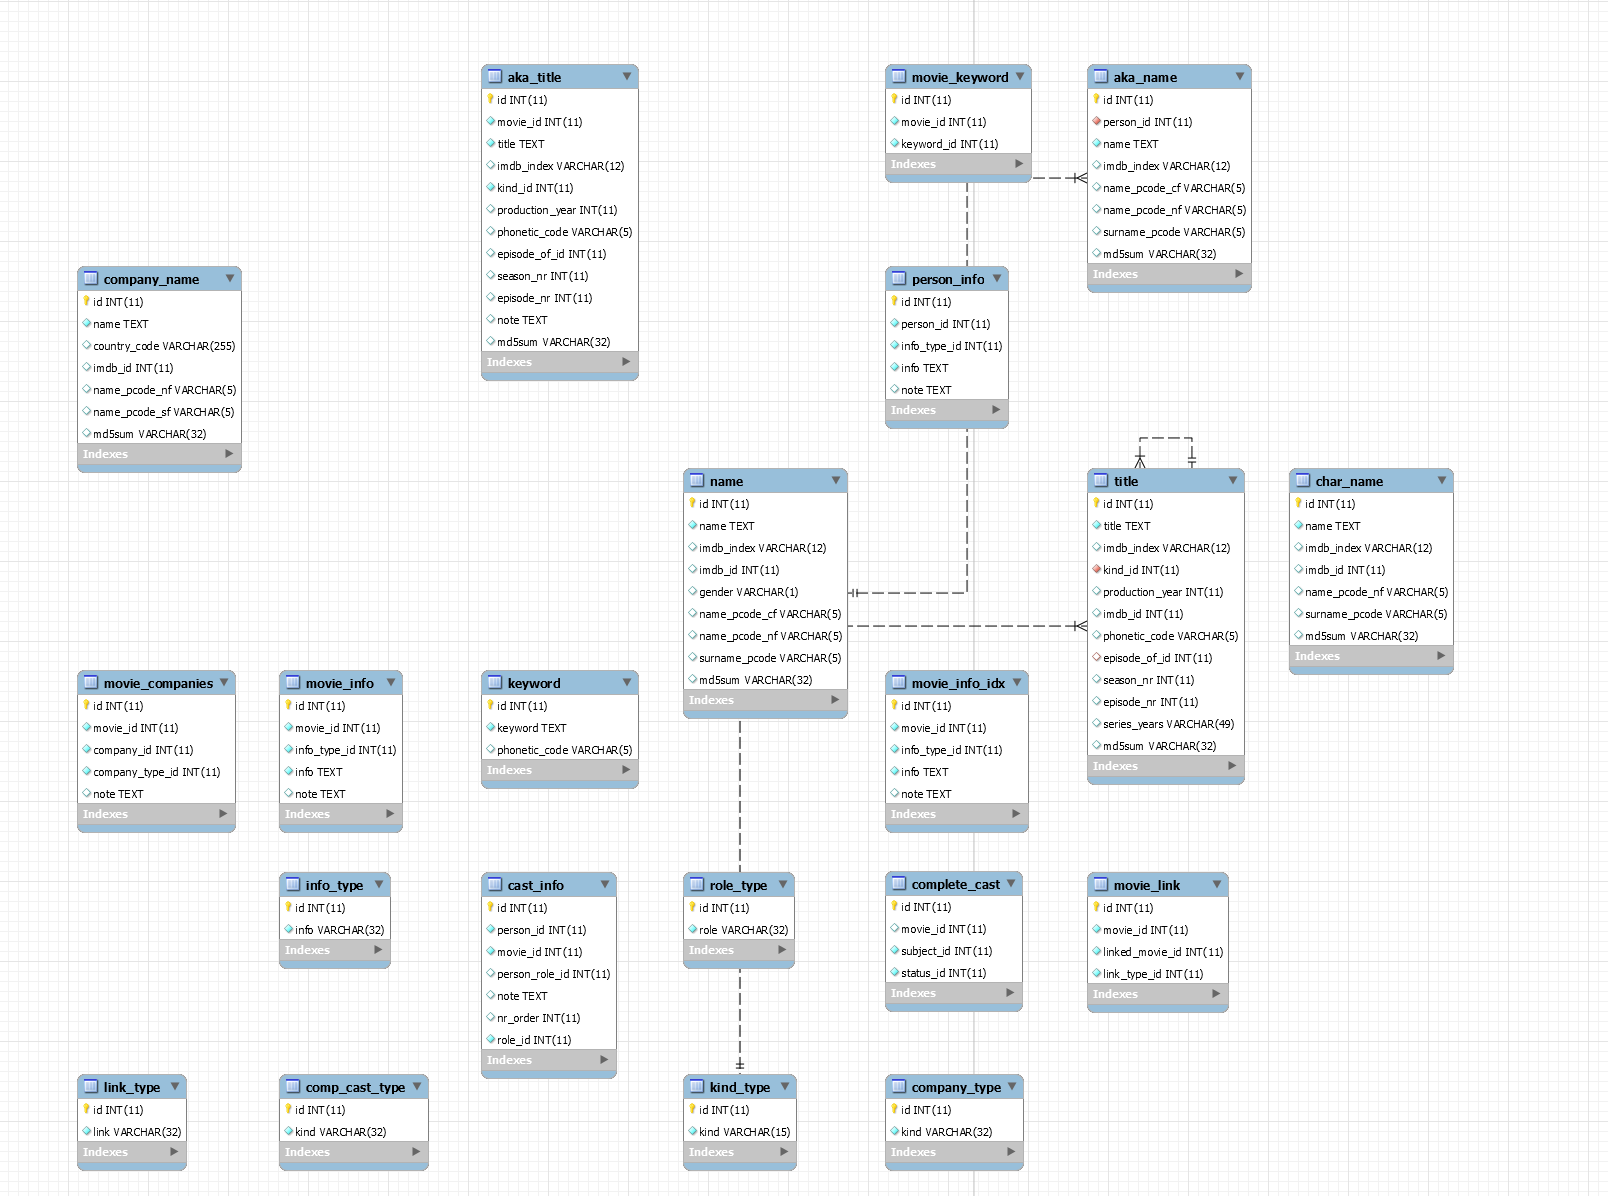 aka_title
id INT(11)
movie_id INT(11)
title TEXT
imdb_index VARCHAR(12)
kind_id INT(11)
production_year INT(11)
phonetic_code VARCHAR(5)
episode_of_id INT(11)
season_nr INT(11)
episode_nr INT(11)
note TEXT
md5sum VARCHAR(32)
Indexes
movie_keyword
id INT(11)
movie_id INT(11)
keyword_id INT(11)
Indexes
aka_name
id INT(11)
person_id INT(11)
name TEXT
imdb_index VARCHAR(12)
name_pcode_cf VARCHAR(5)
name_pcode_nf VARCHAR(5)
surname_pcode VARCHAR(5)
md5sum VARCHAR(32)
Indexes
company_name
id INT(11)
name TEXT
country_code VARCHAR(255)
imdb_id INT(11)
name_pcode_nf VARCHAR(5)
name_pcode_sf VARCHAR(5)
md5sum VARCHAR(32)
Indexes
person_info
id INT(11)
person_id INT(11)
info_type_id INT(11)
info TEXT
note TEXT
Indexes
name
id INT(11)
name TEXT
imdb_index VARCHAR(12)
imdb_id INT(11)
gender VARCHAR(1)
name_pcode_cf VARCHAR(5)
name_pcode_nf VARCHAR(5)
surname_pcode VARCHAR(5)
md5sum VARCHAR(32)
Indexes
title
id INT(11)
title TEXT
imdb_index VARCHAR(12)
kind_id INT(11)
production_year INT(11)
imdb_id INT(11)
phonetic_code VARCHAR(5)
episode_of_id INT(11)
season_nr INT(11)
episode_nr INT(11)
series_years VARCHAR(49)
md5sum VARCHAR(32)
Indexes
char_name
id INT(11)
name TEXT
imdb_index VARCHAR(12)
imdb_id INT(11)
name_pcode_nf VARCHAR(5)
surname_pcode VARCHAR(5)
md5sum VARCHAR(32)
Indexes
movie_companies
id INT(11)
movie_id INT(11)
company_id INT(11)
company_type_id INT(11)
note TEXT
Indexes
movie_info
id INT(11)
movie_id INT(11)
info_type_id INT(11)
info TEXT
note TEXT
Indexes
keyword
id INT(11)
keyword TEXT
phonetic_code VARCHAR(5)
Indexes
movie_info_idx
id INT(11)
movie_id INT(11)
info_type_id INT(11)
info TEXT
note TEXT
Indexes
info_type
id INT(11)
info VARCHAR(32)
Indexes
cast_info
id INT(11)
person_id INT(11)
movie_id INT(11)
person_role_id INT(11)
note TEXT
nr_order INT(11)
role_id INT(11)
Indexes
role_type
id INT(11)
role VARCHAR(32)
Indexes
complete_cast
id INT(11)
movie_id INT(11)
subject_id INT(11)
status_id INT(11)
Indexes
movie_link
id INT(11)
movie_id INT(11)
linked_movie_id INT(11)
link_type_id INT(11)
Indexes
link_type
id INT(11)
link VARCHAR(32)
Indexes
comp_cast_type
id INT(11)
kind VARCHAR(32)
Indexes
kind_type
id INT(11)
kind VARCHAR(15)
Indexes
company_type
id INT(11)
kind VARCHAR(32)
Indexes